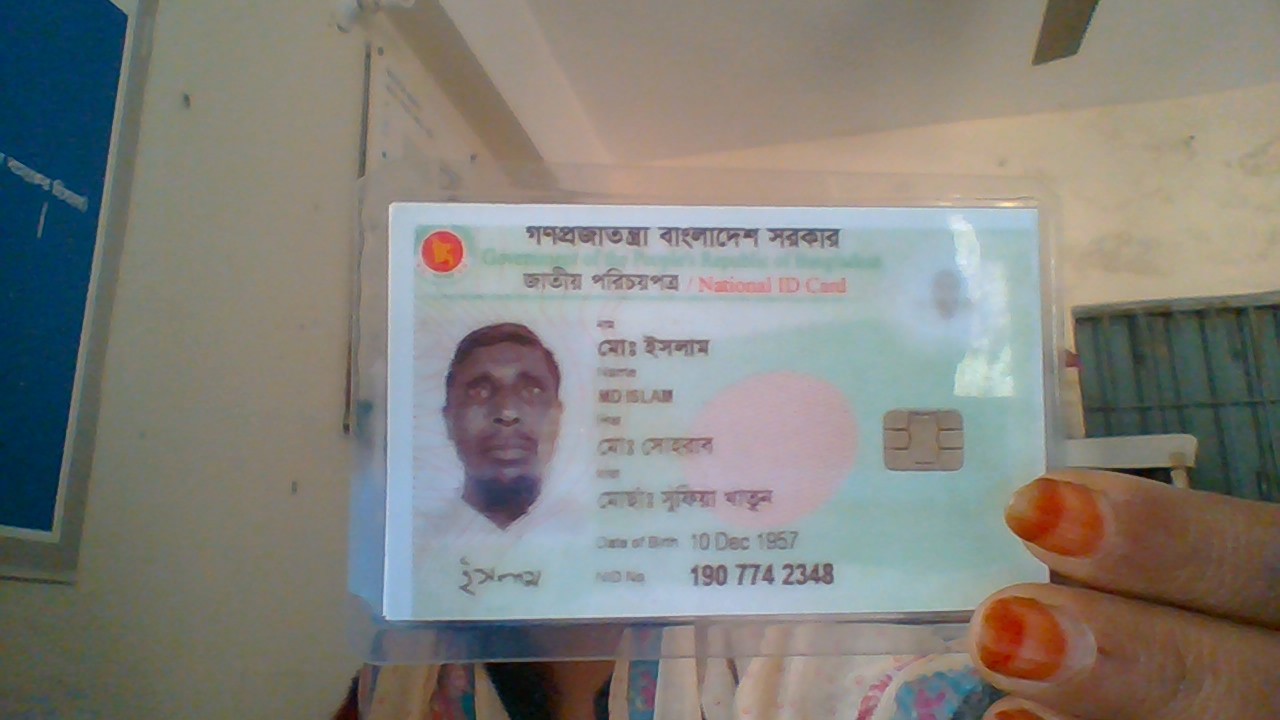 গণপ্রজাতন্ত্রী বাংলাদেশ সরকার
Government of the People's Republic of Bangladesh
জাতীয় পরিচয়পত্র / National ID Card
নাম
মোঃ ইসলাম
Name
MD ISLAM
পিতা
মোঃ সোহরাব
মাতা
মোছাঃ সুফিয়া খাতুন
Date of Birth 10 Dec 1957
NID No. 190 774 2348
ইসলাম